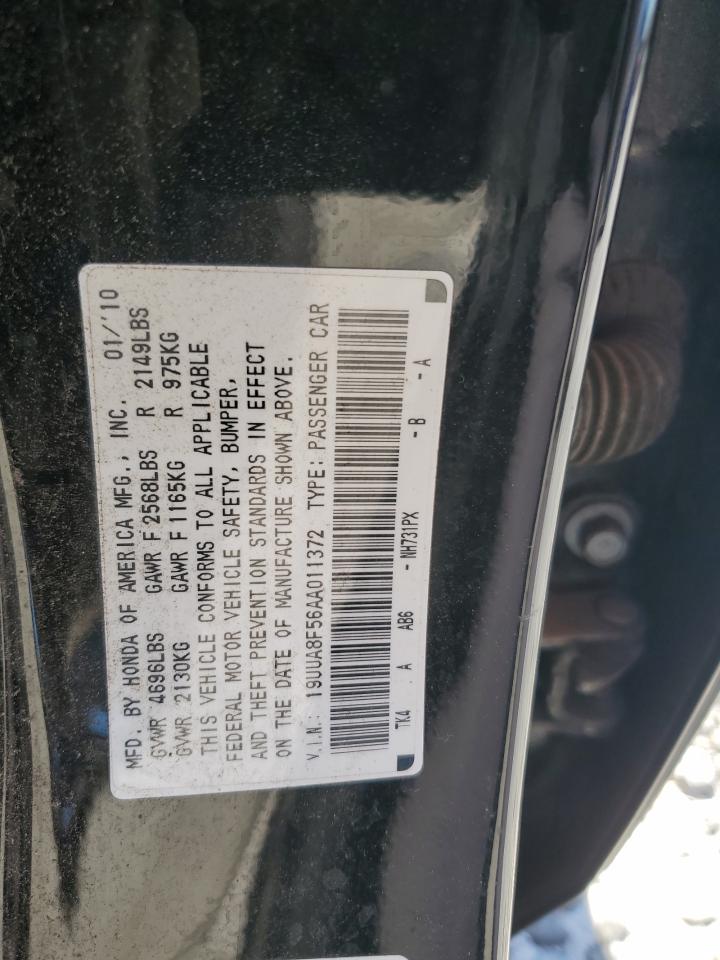 MFD. BY HONDA OF AMERICA MFG., INC. 01/'10
GVWR 4696LBS GAWR F 2568LBS R 2149LBS
GVWR 2130KG GAWR F 1165KG R 975KG
THIS VEHICLE CONFORMS TO ALL APPLICABLE
FEDERAL MOTOR VEHICLE SAFETY, BUMPER,
AND THEFT PREVENTION STANDARDS IN EFFECT
ON THE DATE OF MANUFACTURE SHOWN ABOVE.
V.I.N.: 19UUA8F56AA011372 TYPE: PASSENGER CAR
TK4 . A AB6 - NH731PX - B - A